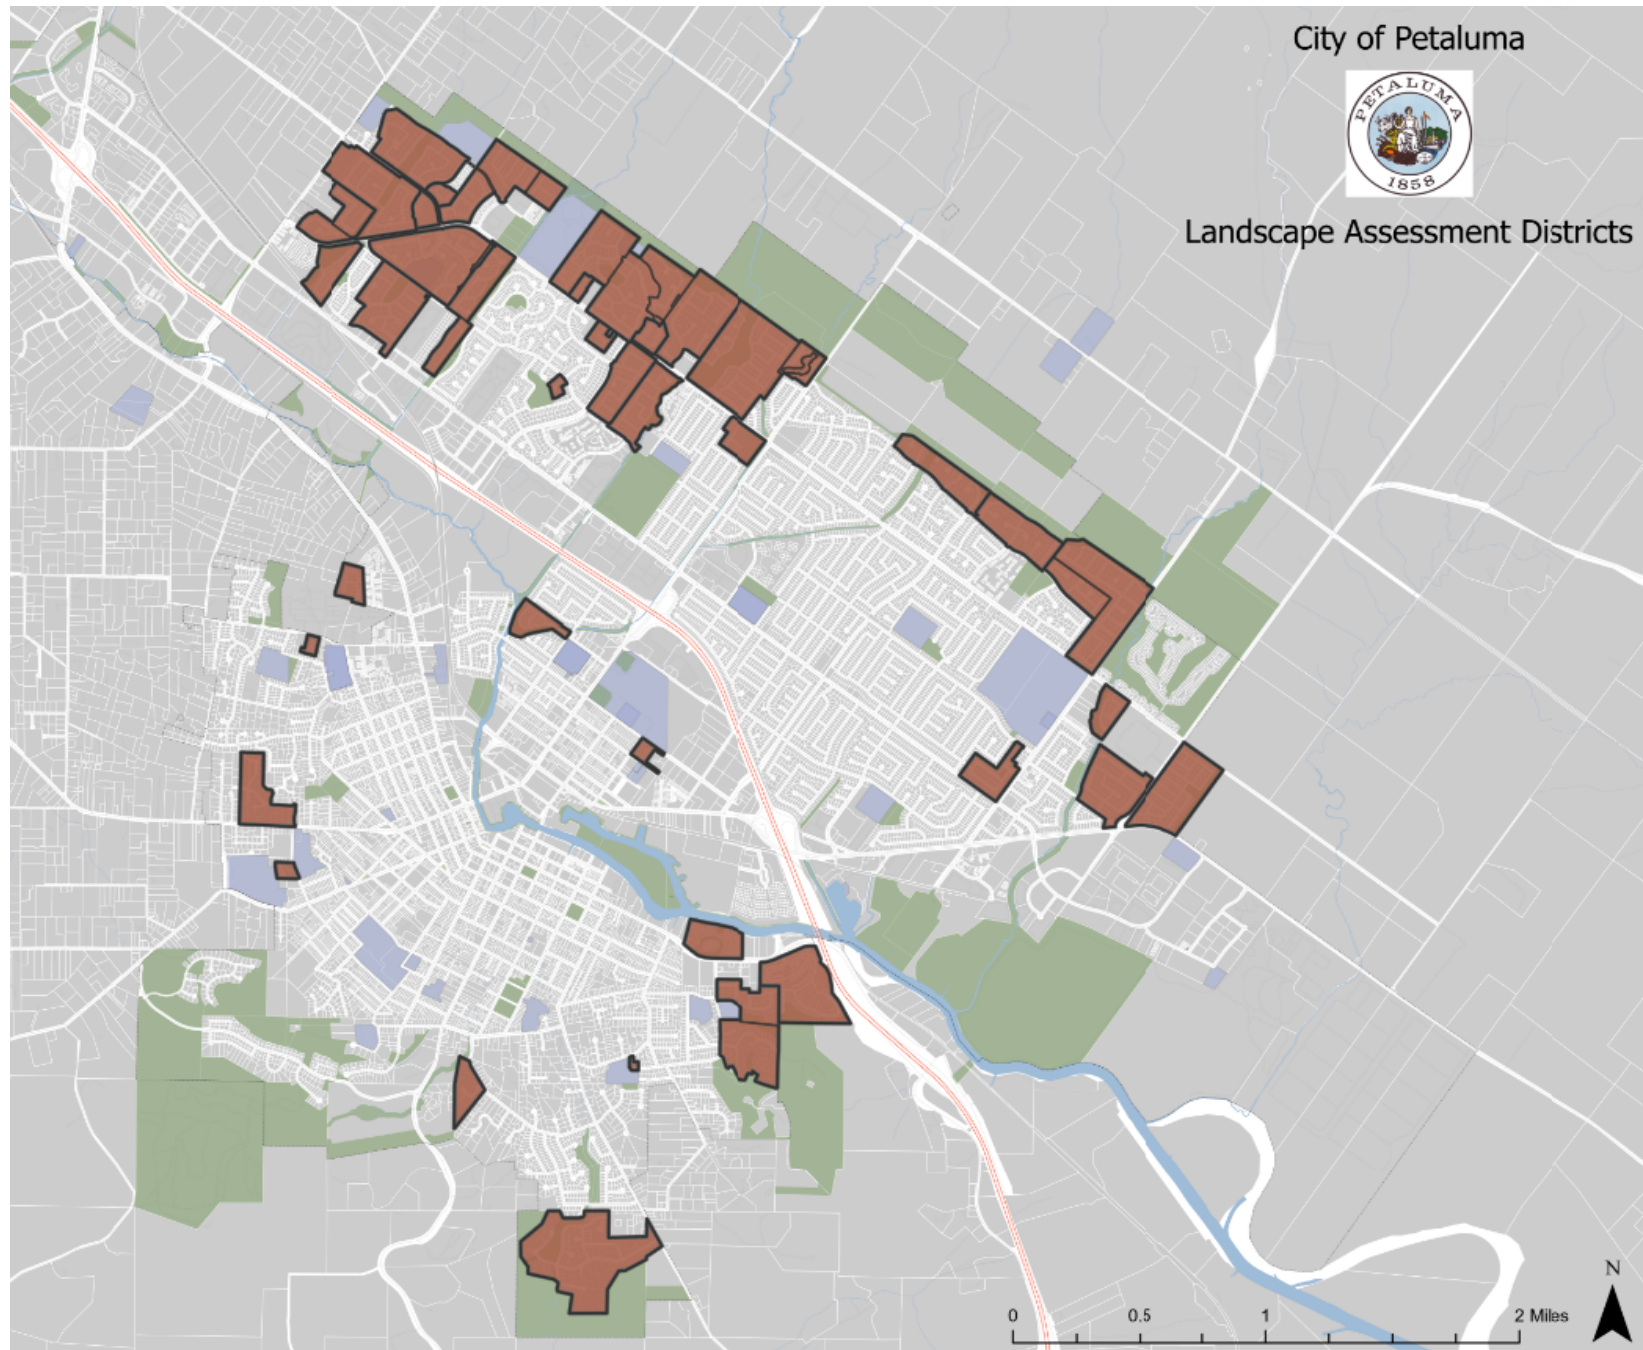 City of Petaluma
PETALUMA
1858
Landscape Assessment Districts
N
0 0.5 1 2 Miles